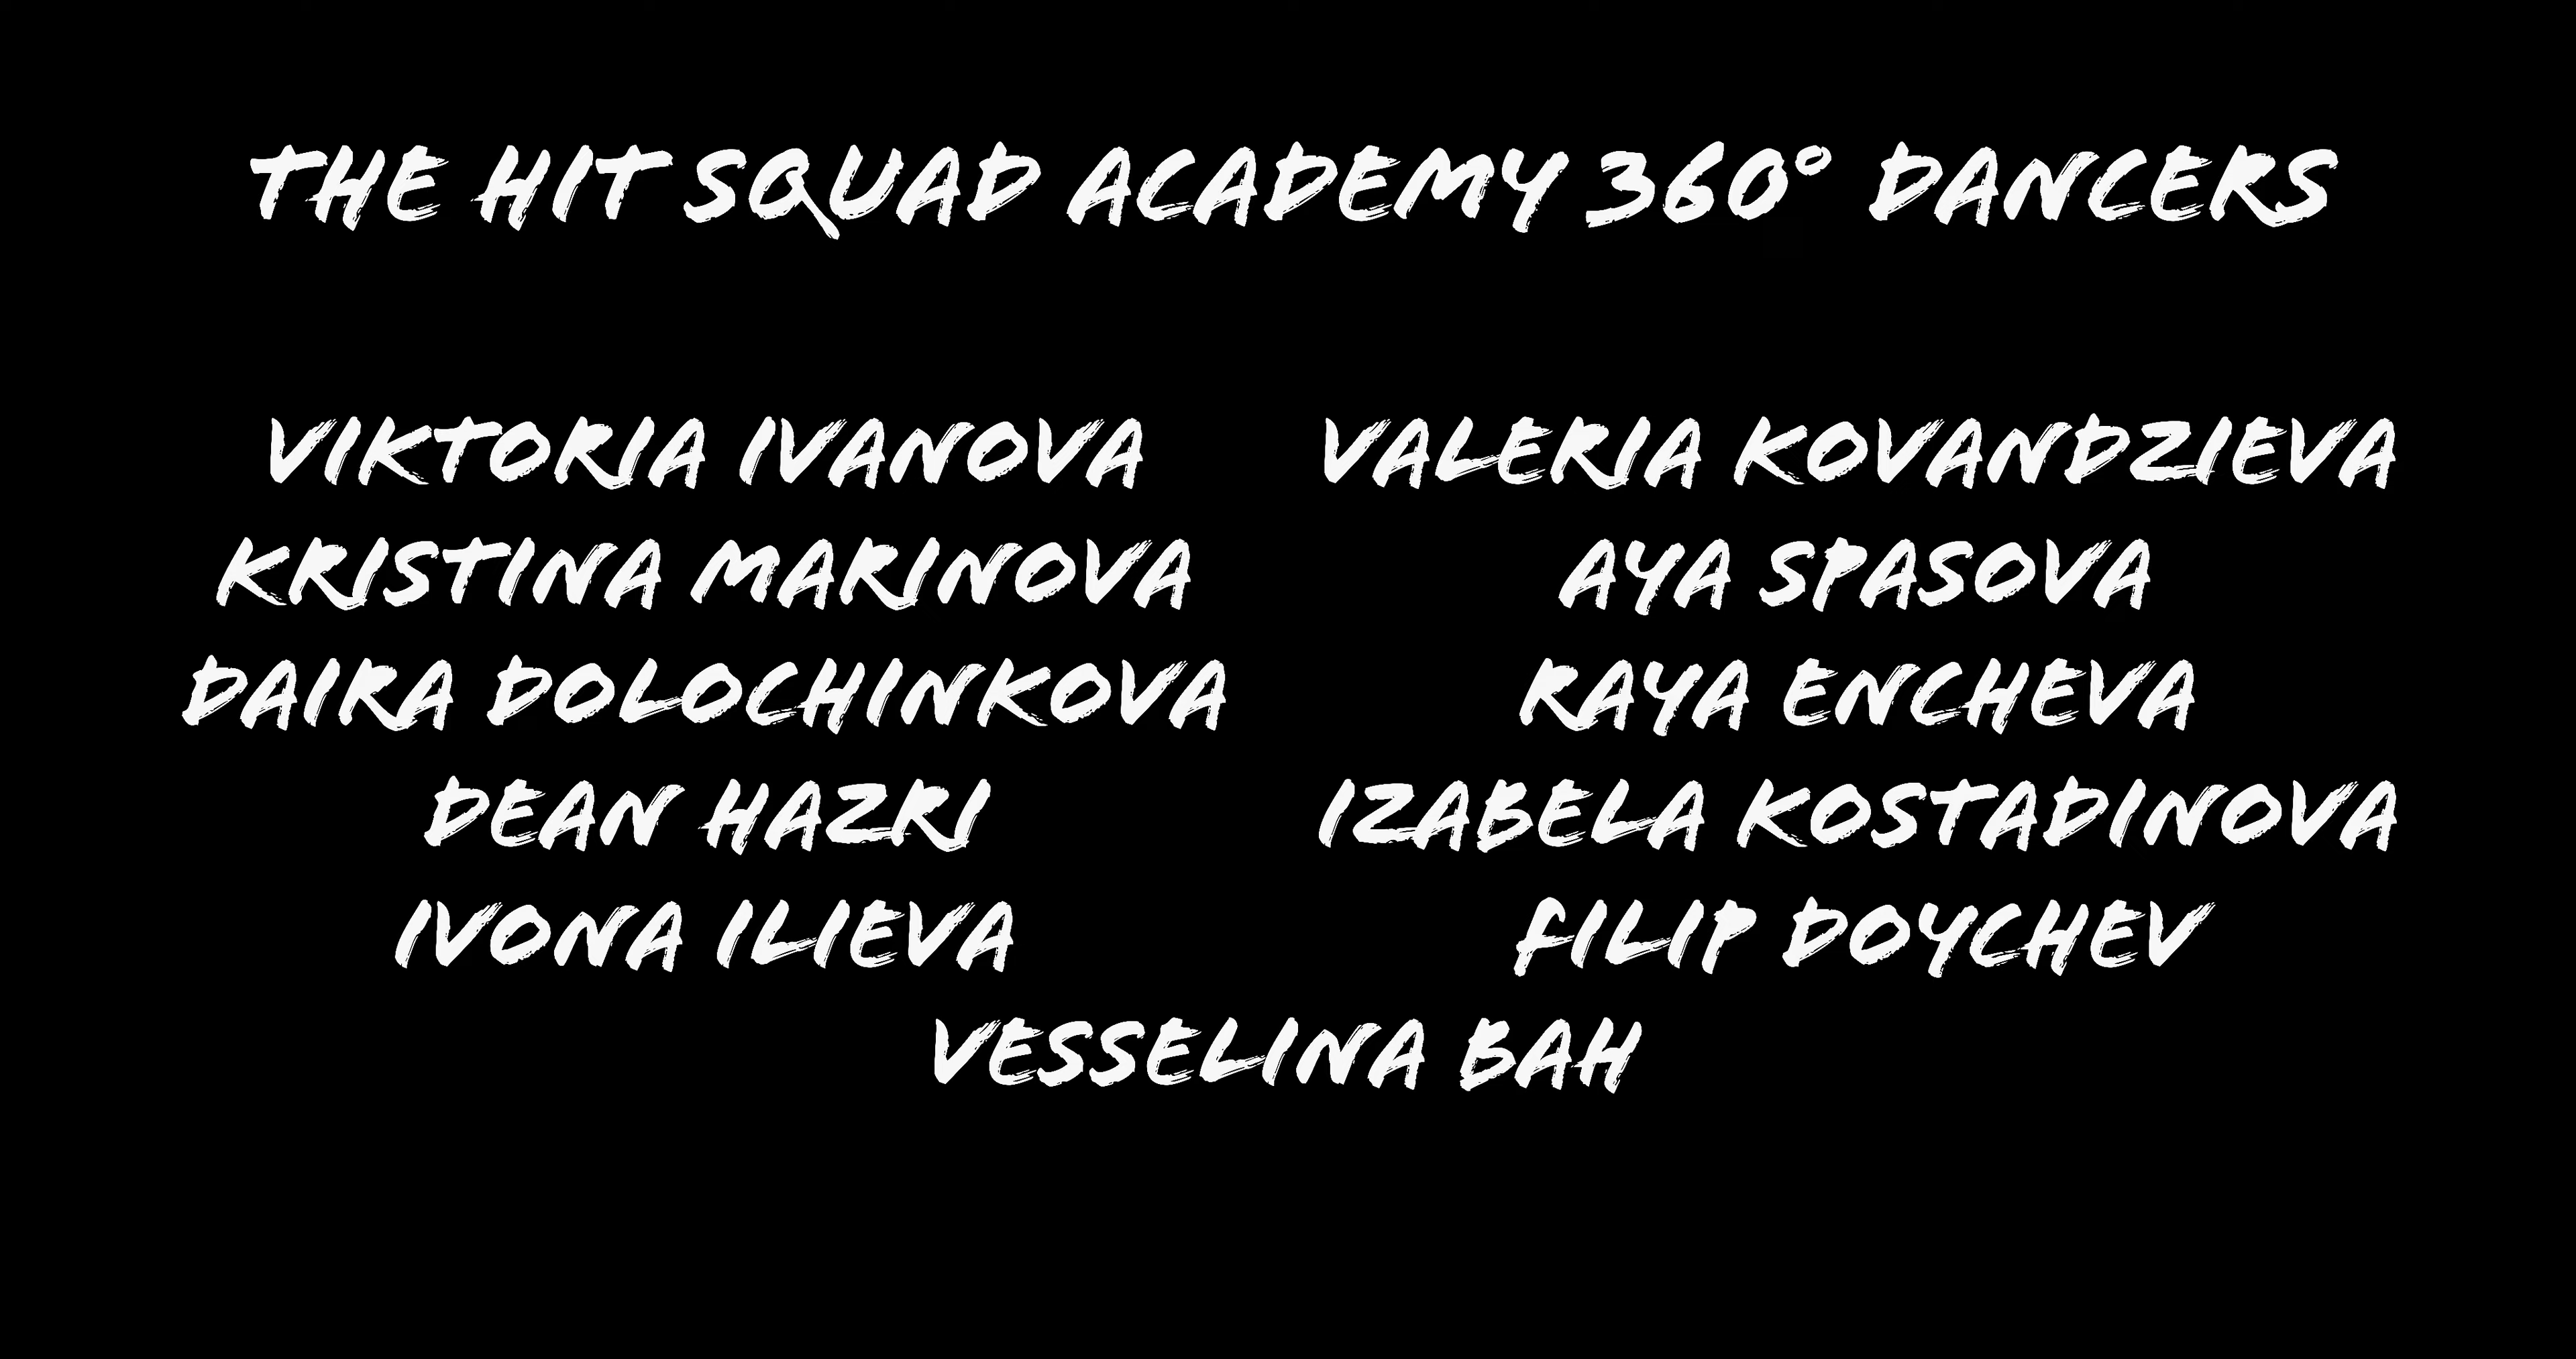 THE HIT SQUAD ACADEMY 360° DANCERS
VIKTORIA IVANOVA VALERIA KOVANDZIEVA
KRISTINA MARINOVA AYA SPASOVA
DAIRA DOLOCHINKOVA RAYA ENCHEVA
DEAN HAZRI IZABELA KOSTADINOVA
IVONA ILIEVA FILIP DOYCHEV
VESSELINA BAH